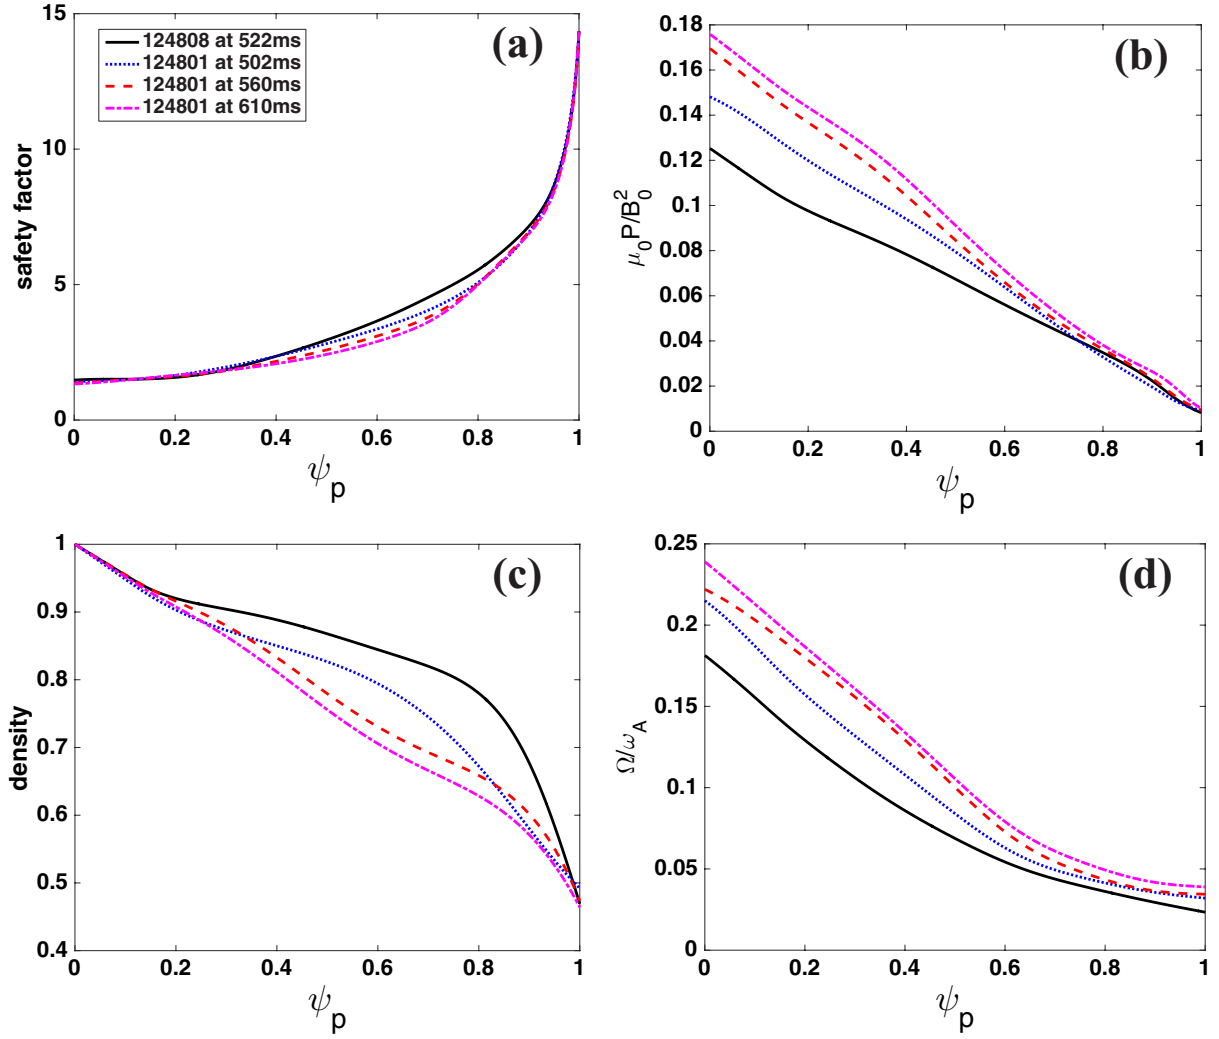 (a)
safety factor
15
10
5
0
124808 at 522ms
124801 at 502ms
124801 at 560ms
124801 at 610ms
0 0.2 0.4 0.6 0.8 1
ψp
(b)
μ0P/B0²
0.18
0.16
0.14
0.12
0.1
0.08
0.06
0.04
0.02
0
0 0.2 0.4 0.6 0.8 1
ψp
(c)
density
1
0.9
0.8
0.7
0.6
0.5
0.4
0 0.2 0.4 0.6 0.8 1
ψp
(d)
Ω/ωA
0.25
0.2
0.15
0.1
0.05
0
0 0.2 0.4 0.6 0.8 1
ψp